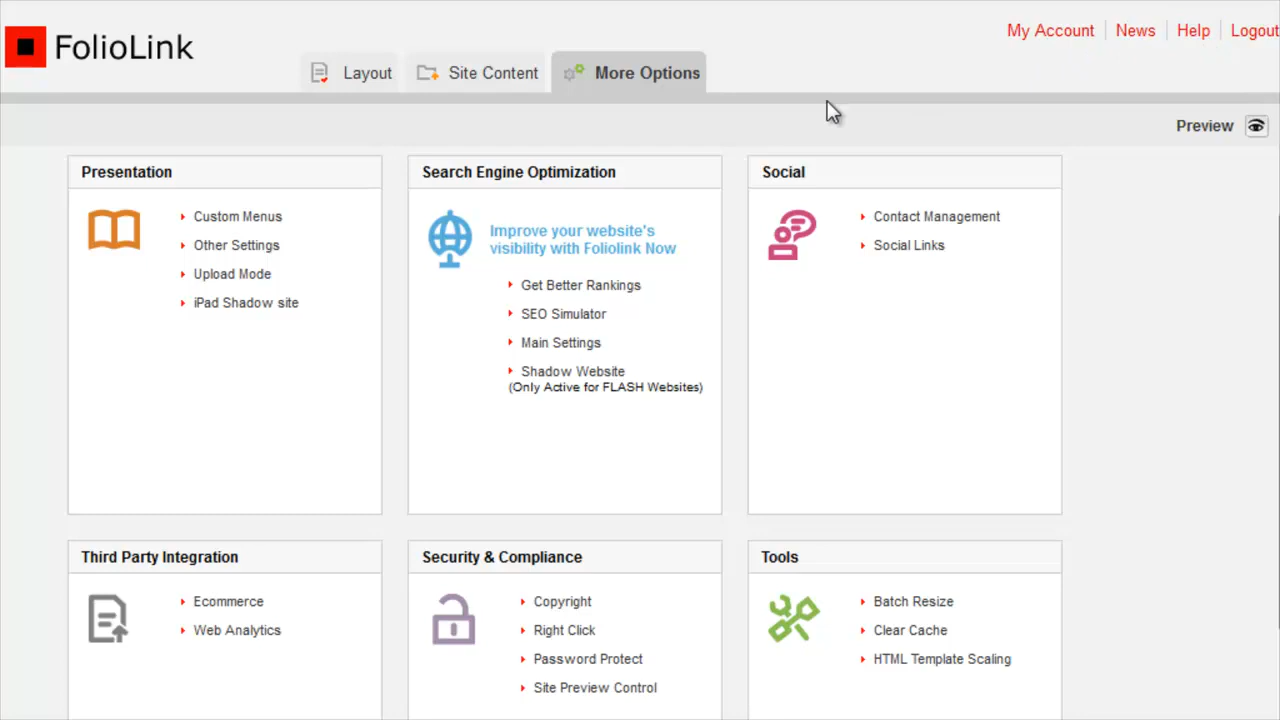 FolioLink
My Account
News
Help
Logout
Layout
Site Content
More Options
Preview
Presentation
Custom Menus
Other Settings
Upload Mode
iPad Shadow site
Search Engine Optimization
Improve your website's
visibility with Foliolink Now
Get Better Rankings
SEO Simulator
Main Settings
Shadow Website
(Only Active for FLASH Websites)
Social
Contact Management
Social Links
Third Party Integration
Ecommerce
Web Analytics
Security & Compliance
Copyright
Right Click
Password Protect
Site Preview Control
Tools
Batch Resize
Clear Cache
HTML Template Scaling